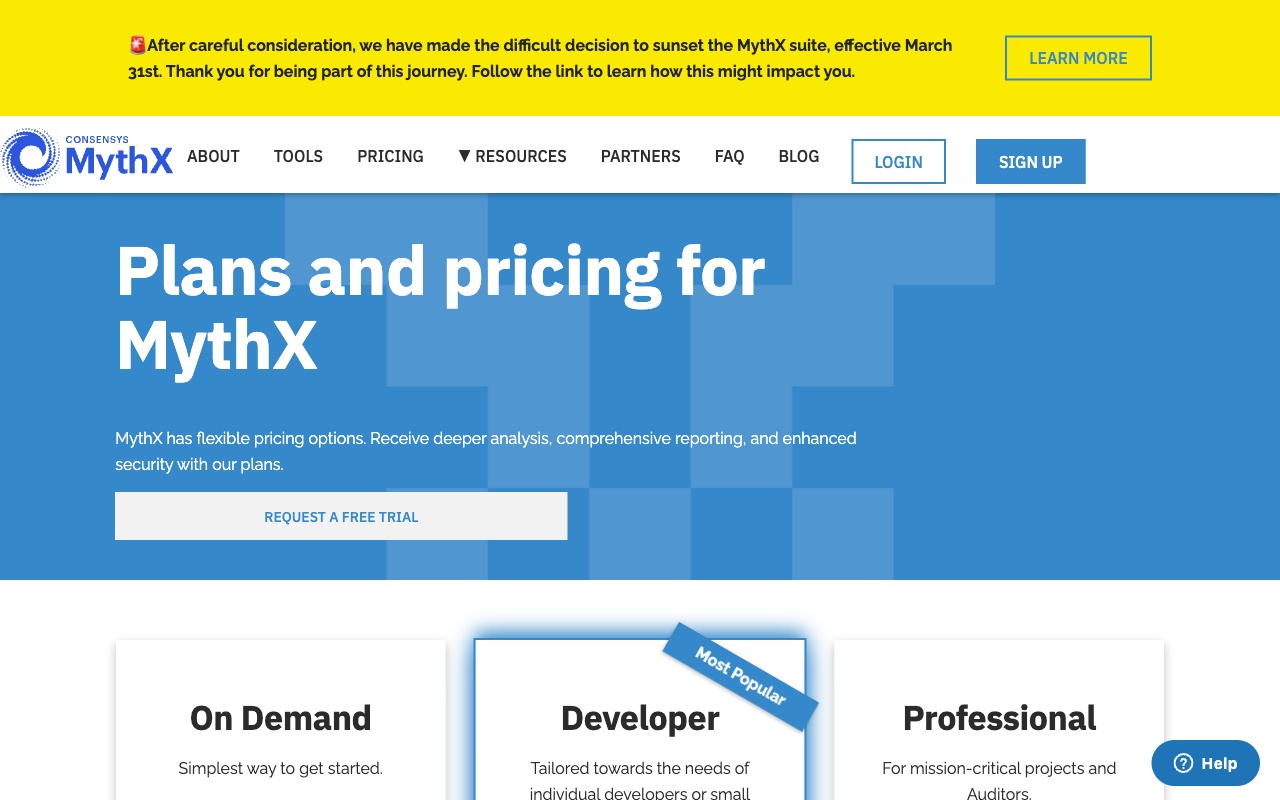 🚨After careful consideration, we have made the difficult decision to sunset the MythX suite, effective March
31st. Thank you for being part of this journey. Follow the link to learn how this might impact you.
LEARN MORE
CONSENSYS
MythX
ABOUT
TOOLS
PRICING
▼ RESOURCES
PARTNERS
FAQ
BLOG
LOGIN
SIGN UP
Plans and pricing for
MythX
MythX has flexible pricing options. Receive deeper analysis, comprehensive reporting, and enhanced
security with our plans.
REQUEST A FREE TRIAL
On Demand
Simplest way to get started.
Most Popular
Developer
Tailored towards the needs of
individual developers or small
Professional
For mission-critical projects and
Auditors.
Help